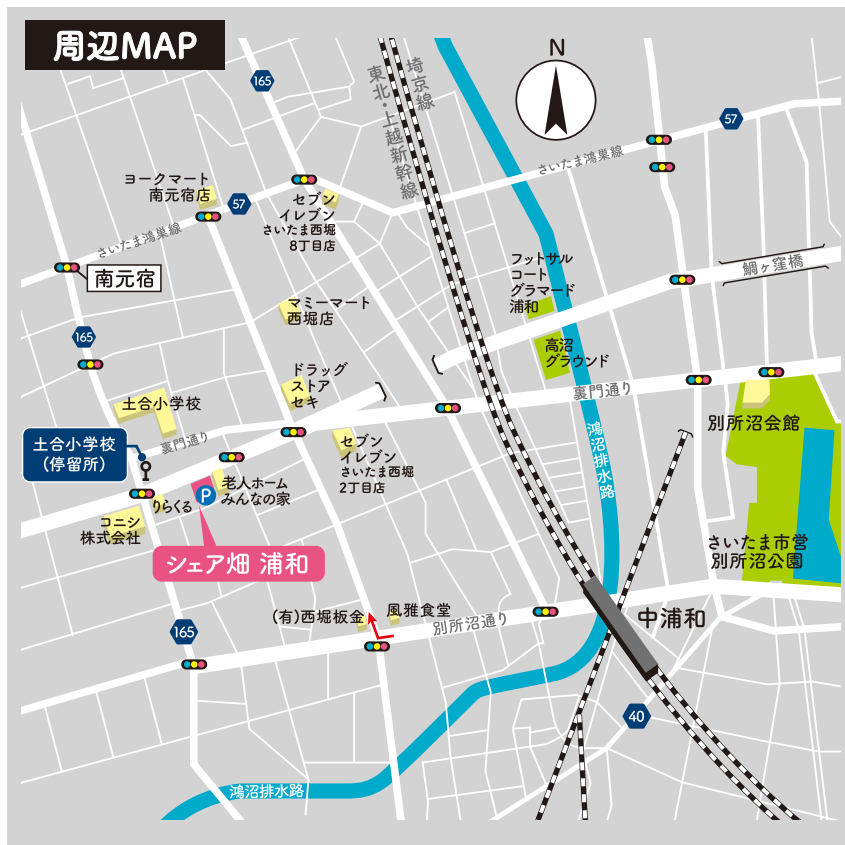 周辺MAP
N
165
埼京線
東北・上越新幹線
57
さいたま鴻巣線
ヨークマート
南元宿店
57
セブン
イレブン
さいたま西堀
8丁目店
さいたま鴻巣線
南元宿
フットサル
コート
グラマード
浦和
鯛ヶ窪橋
マミーマート
西堀店
165
高沼
グラウンド
ドラッグ
ストア
セキ
裏門通り
土合小学校
別所沼会館
裏門通り
セブン
イレブン
さいたま西堀
2丁目店
鴻沼排水路
土合小学校
(停留所)
老人ホーム
みんなの家
P
りらくる
コニシ
株式会社
さいたま市営
別所沼公園
シェア畑 浦和
(有)西堀板金
風雅食堂
別所沼通り
中浦和
165
40
鴻沼排水路